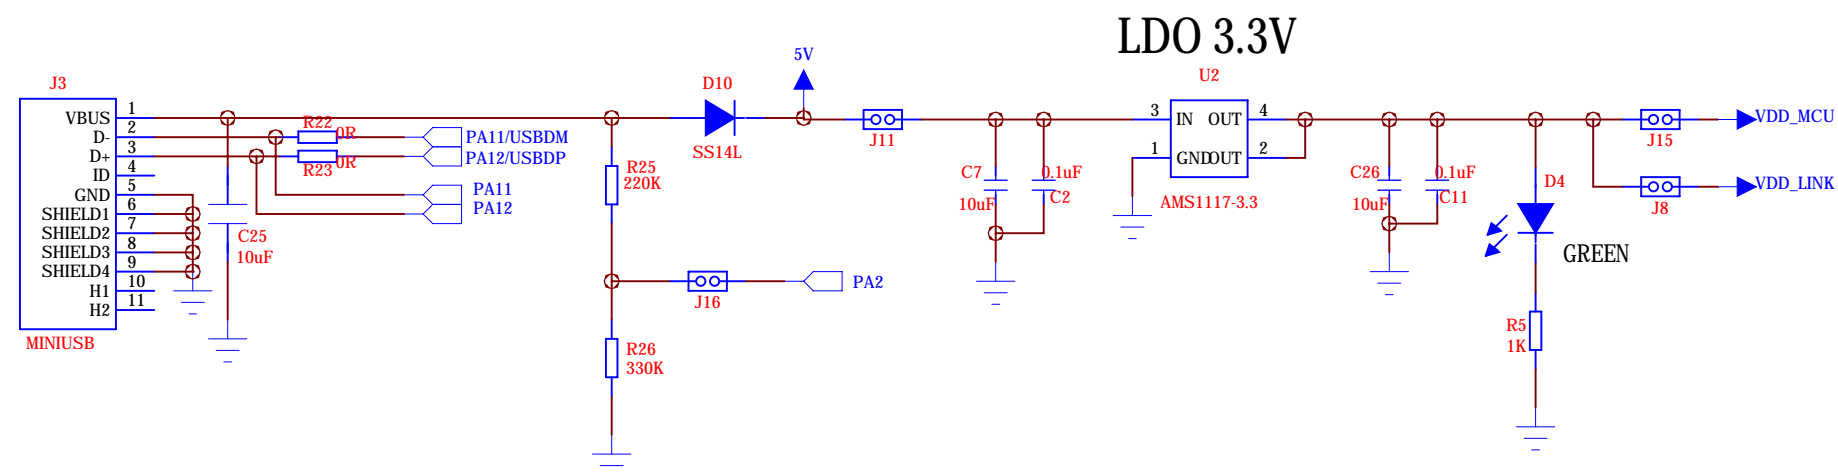 LDO 3.3V
J3
VBUS 1
D- 2
D+ 3
ID 4
GND 5
SHIELD1 6
SHIELD2 7
SHIELD3 8
SHIELD4 9
H1 10
H2 11
MINIUSB
C25
10uF
R22 0R
R23 0R
PA11/USBDM
PA12/USBDP
PA11
PA12
R25
220K
R26
330K
J16
PA2
D10
SS14L
5V
J11
C7
10uF
0.1uF
C2
U2
3 IN OUT 4
1 GND OUT 2
AMS1117-3.3
C26
10uF
0.1uF
C11
D4
GREEN
R5
1K
J15
VDD_MCU
J8
VDD_LINK